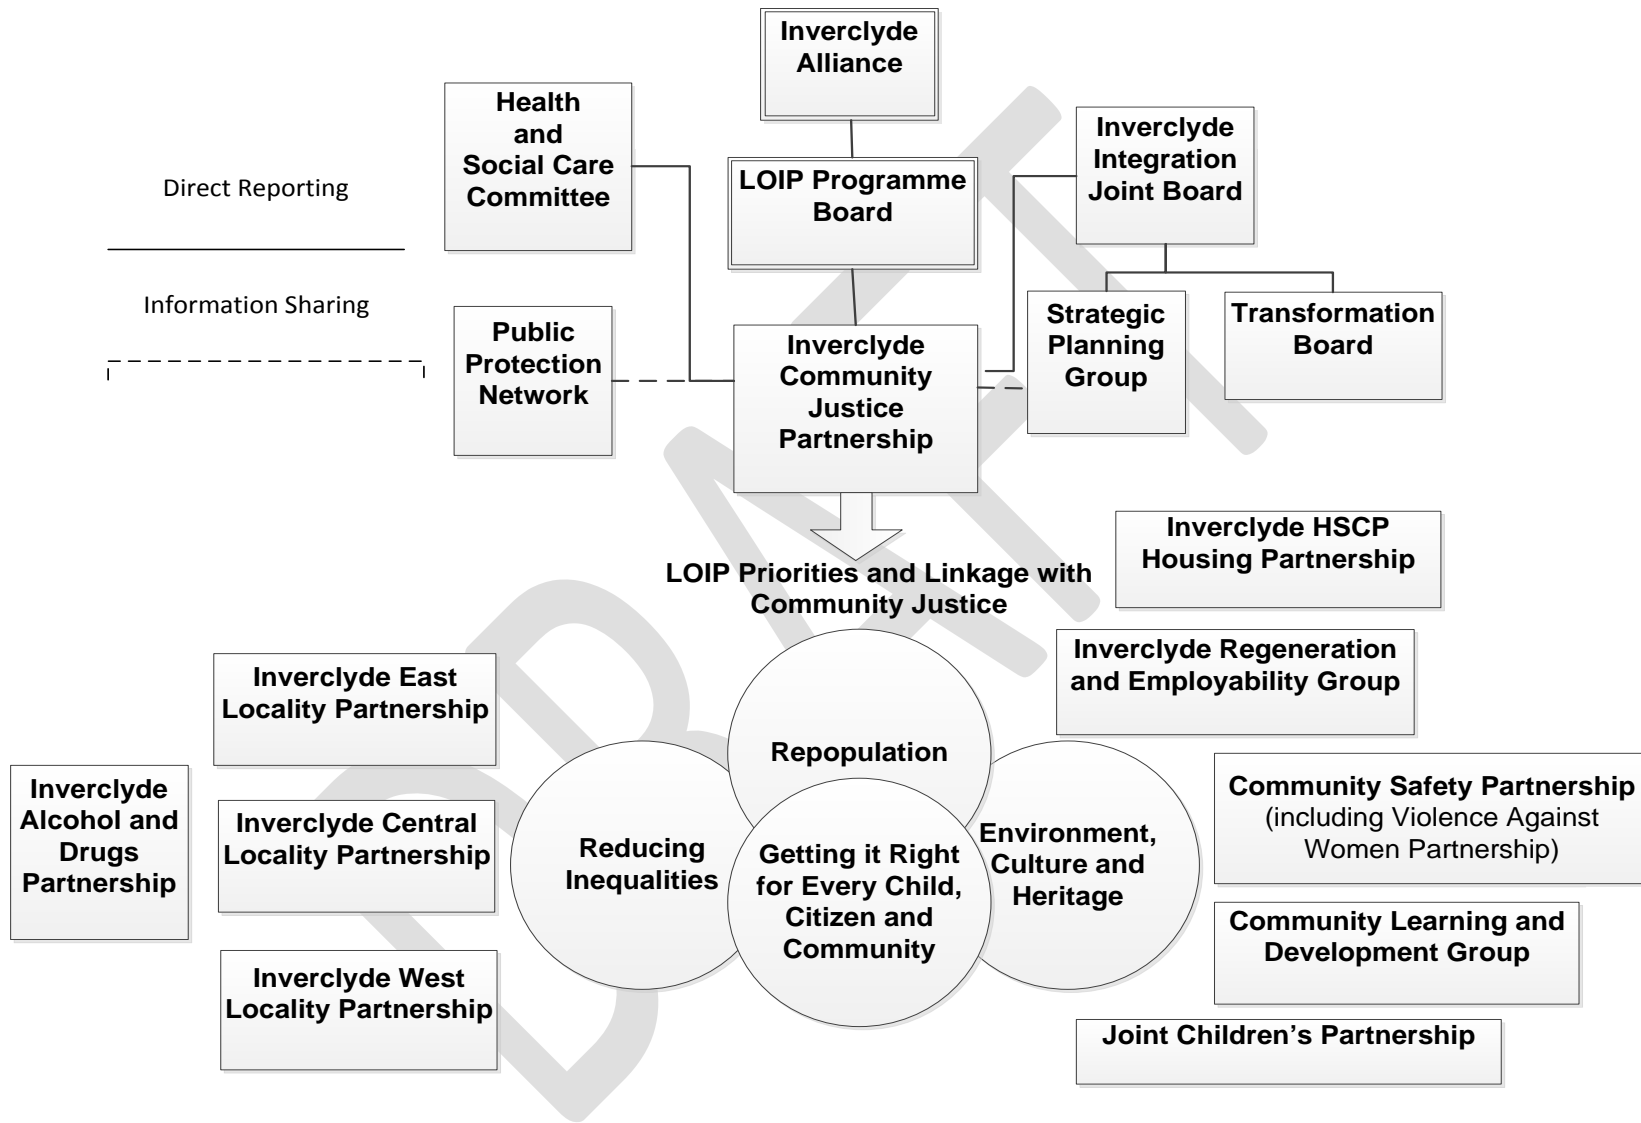 Inverclyde
Alliance
Health
and
Social Care
Committee
LOIP Programme
Board
Inverclyde
Integration
Joint Board
Direct Reporting
Information Sharing
Public
Protection
Network
Inverclyde
Community
Justice
Partnership
Strategic
Planning
Group
Transformation
Board
LOIP Priorities and Linkage with
Community Justice
Inverclyde HSCP
Housing Partnership
Inverclyde Regeneration
and Employability Group
Inverclyde East
Locality Partnership
Inverclyde
Alcohol and
Drugs
Partnership
Inverclyde Central
Locality Partnership
Inverclyde West
Locality Partnership
Repopulation
Reducing
Inequalities
Getting it Right
for Every Child,
Citizen and
Community
Environment,
Culture and
Heritage
Community Safety Partnership
(including Violence Against
Women Partnership)
Community Learning and
Development Group
Joint Children’s Partnership
DRAFT